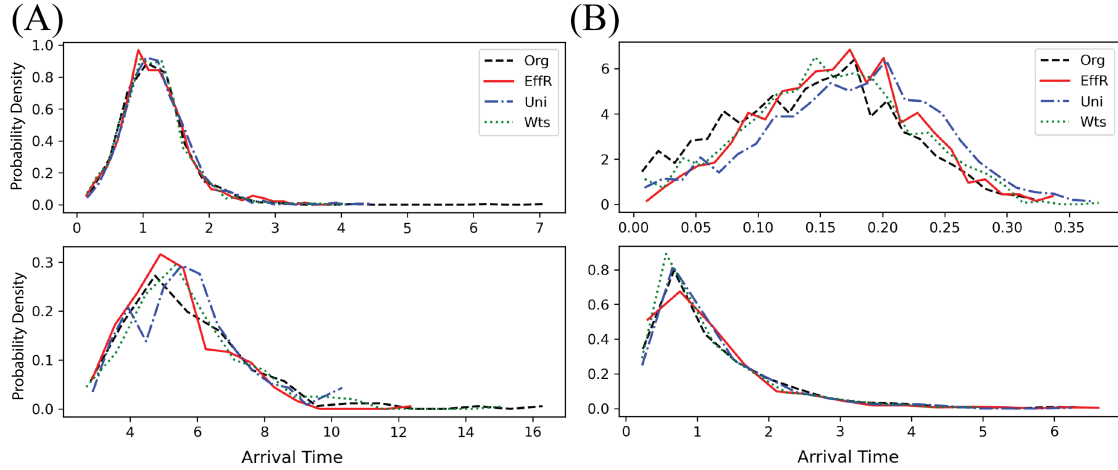 (A)
(B)
Probability Density
1.0
0.8
0.6
0.4
0.2
0.0
Org
EffR
Uni
Wts
0 1 2 3 4 5 6 7
6
4
2
0
Org
EffR
Uni
Wts
0.00 0.05 0.10 0.15 0.20 0.25 0.30 0.35
Probability Density
0.3
0.2
0.1
0.0
4 6 8 10 12 14 16
Arrival Time
0.8
0.6
0.4
0.2
0.0
0 1 2 3 4 5 6
Arrival Time